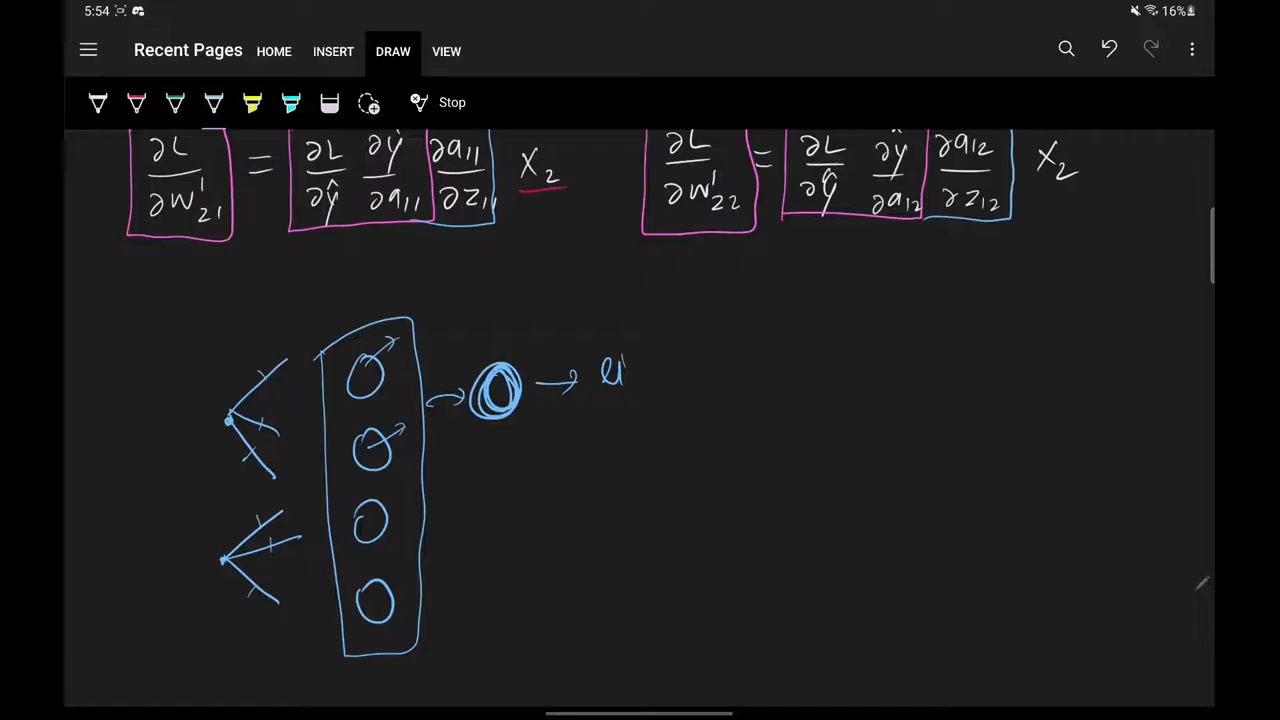 5:54 16%
Recent Pages HOME INSERT DRAW VIEW
Stop
∂L/∂W¹₂₁ = ∂L/∂ŷ ∂ŷ/∂a₁₁ ∂a₁₁/∂z₁₁ X₂
∂L/∂W¹₂₂ = ∂L/∂ŷ ∂ŷ/∂a₁₂ ∂a₁₂/∂z₁₂ X₂